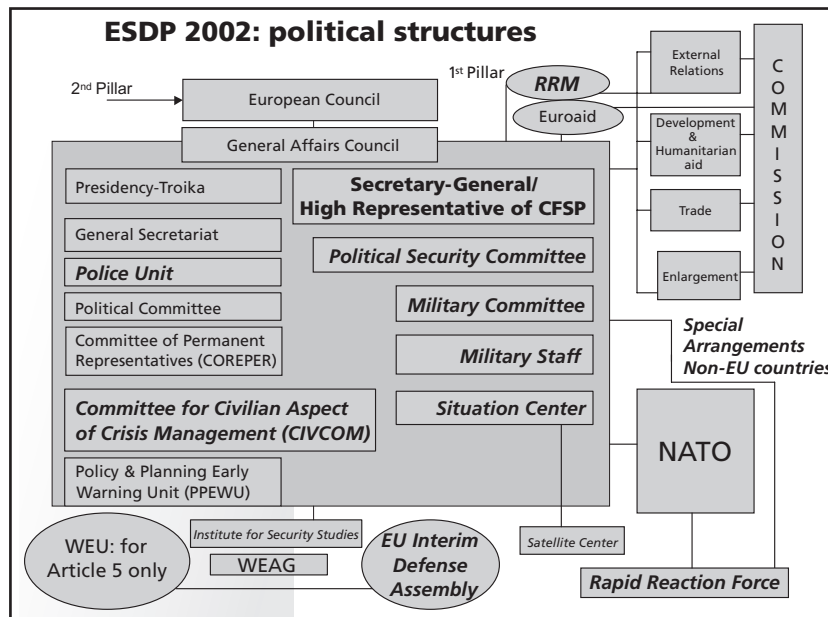 ESDP 2002: political structures
2nd Pillar
European Council
General Affairs Council
1st Pillar
RRM
Euroaid
External
Relations
Development
&
Humanitarian
aid
Trade
Enlargement
COMMISSION
Presidency-Troika
General Secretariat
Police Unit
Political Committee
Committee of Permanent
Representatives (COREPER)
Committee for Civilian Aspect
of Crisis Management (CIVCOM)
Policy & Planning Early
Warning Unit (PPEWU)
Secretary-General/
High Representative of CFSP
Political Security Committee
Military Committee
Military Staff
Situation Center
Special
Arrangements
Non-EU countries
NATO
WEU: for
Article 5 only
Institute for Security Studies
WEAG
EU Interim
Defense
Assembly
Satellite Center
Rapid Reaction Force